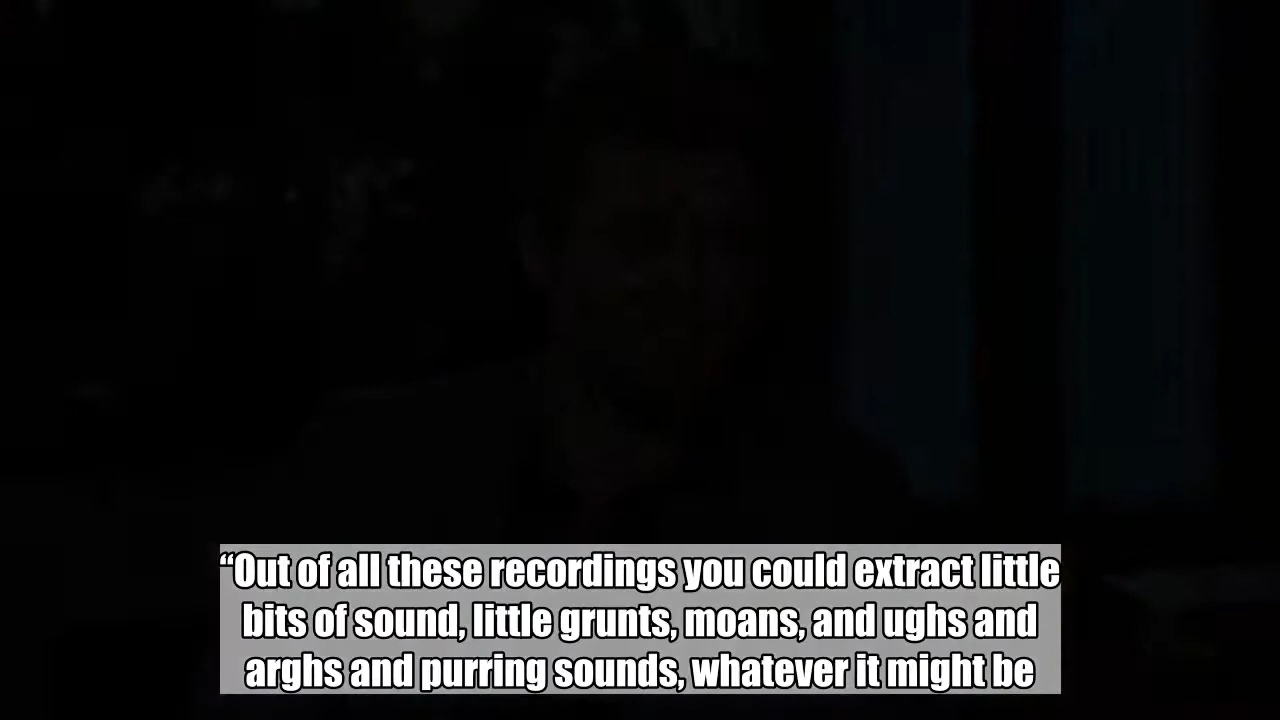 “Out of all these recordings you could extract little
bits of sound, little grunts, moans, and ughs and
arghs and purring sounds, whatever it might be